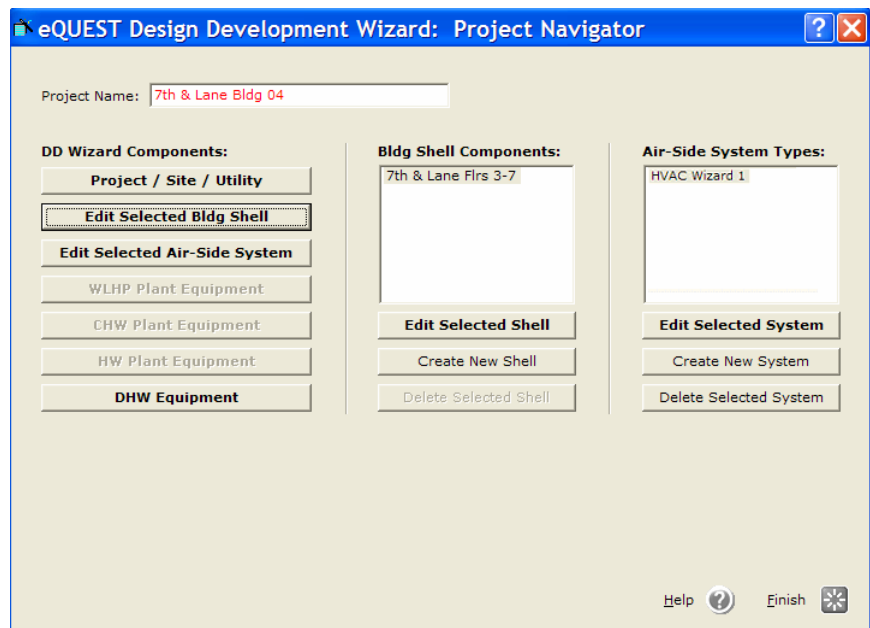 eQUEST Design Development Wizard: Project Navigator
Project Name: 7th & Lane Bldg 04
DD Wizard Components:
Project / Site / Utility
Edit Selected Bldg Shell
Edit Selected Air-Side System
WLHP Plant Equipment
CHW Plant Equipment
HW Plant Equipment
DHW Equipment
Bldg Shell Components:
7th & Lane Flrs 3-7
Edit Selected Shell
Create New Shell
Delete Selected Shell
Air-Side System Types:
HVAC Wizard 1
Edit Selected System
Create New System
Delete Selected System
Help ? Finish